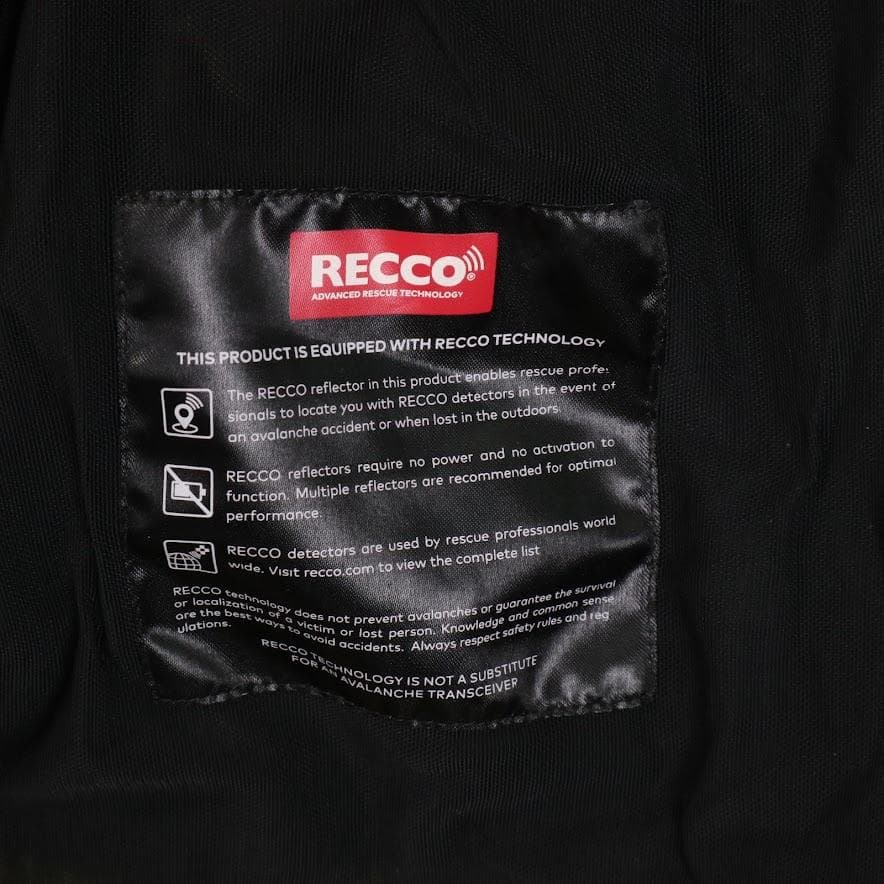 RECCO®
ADVANCED RESCUE TECHNOLOGY
THIS PRODUCT IS EQUIPPED WITH RECCO TECHNOLOGY
The RECCO reflector in this product enables rescue profes-
sionals to locate you with RECCO detectors in the event of
an avalanche accident or when lost in the outdoors.
RECCO reflectors require no power and no activation to
function. Multiple reflectors are recommended for optimal
performance.
RECCO detectors are used by rescue professionals world
wide. Visit recco.com to view the complete list
RECCO technology does not prevent avalanches or guarantee the survival
or localization of a victim or lost person. Knowledge and common sense
are the best ways to avoid accidents. Always respect safety rules and reg
ulations.
RECCO TECHNOLOGY IS NOT A SUBSTITUTE
FOR AN AVALANCHE TRANSCEIVER